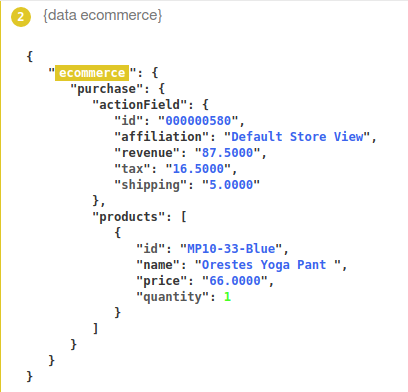 2 {data ecommerce}
{
"ecommerce": {
"purchase": {
"actionField": {
"id": "000000580",
"affiliation": "Default Store View",
"revenue": "87.5000",
"tax": "16.5000",
"shipping": "5.0000"
},
"products": [
{
"id": "MP10-33-Blue",
"name": "Orestes Yoga Pant ",
"price": "66.0000",
"quantity": 1
}
]
}
}
}